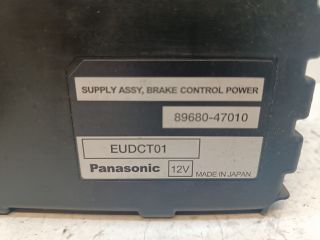 SUPPLY ASSY, BRAKE CONTROL POWER
89680-47010
EUDCT01
Panasonic 12V MADE IN JAPAN